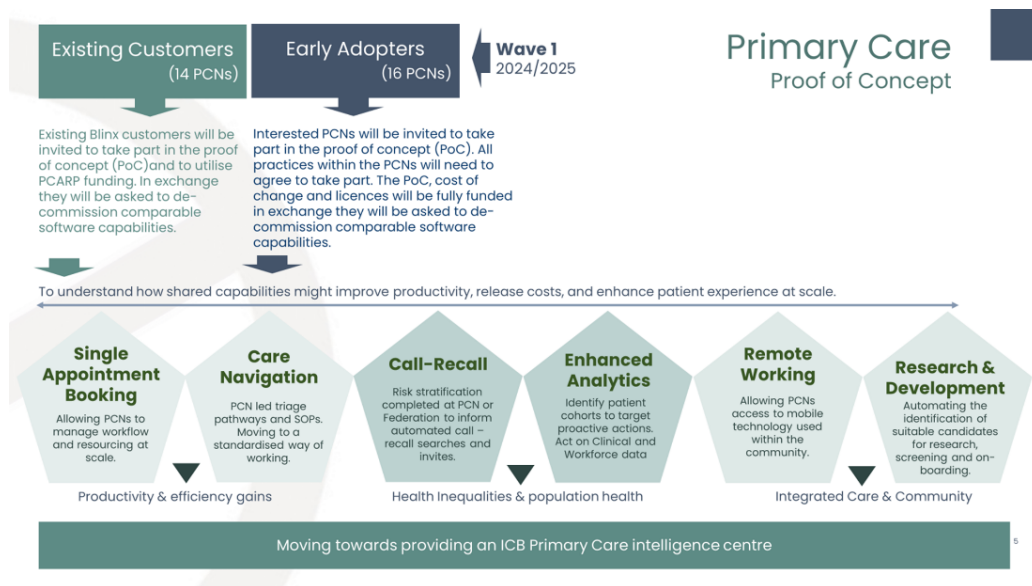 Existing Customers
(14 PCNs)
Early Adopters
(16 PCNs)
Wave 1
2024/2025
Primary Care
Proof of Concept
Existing Blinx customers will be
invited to take part in the proof
of concept (PoC)and to utilise
PCARP funding. In exchange
they will be asked to de-
commission comparable
software capabilities.
Interested PCNs will be invited to take
part in the proof of concept (PoC). All
practices within the PCNs will need to
agree to take part. The PoC, cost of
change and licences will be fully funded
in exchange they will be asked to de-
commission comparable software
capabilities.
To understand how shared capabilities might improve productivity, release costs, and enhance patient experience at scale.
Single
Appointment
Booking
Allowing PCNs to
manage workflow
and resourcing at
scale.
Care
Navigation
PCN led triage
pathways and SOPs.
Moving to a
standardised way of
working.
Call-Recall
Risk stratification
completed at PCN or
Federation to inform
automated call –
recall searches and
invites.
Enhanced
Analytics
Identify patient
cohorts to target
proactive actions.
Act on Clinical and
Workforce data
Remote
Working
Allowing PCNs
access to mobile
technology used
within the
community.
Research &
Development
Automating the
identification of
suitable candidates
for research,
screening and on-
boarding.
Productivity & efficiency gains
Health Inequalities & population health
Integrated Care & Community
Moving towards providing an ICB Primary Care intelligence centre
5